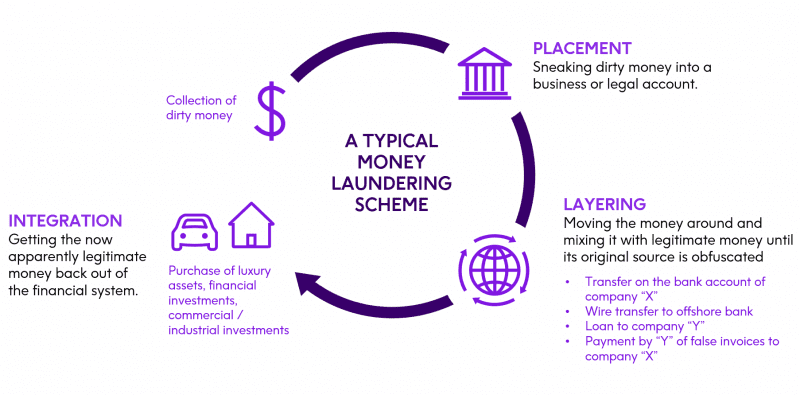 PLACEMENT
Sneaking dirty money into a
business or legal account.
Collection of
dirty money
$
A TYPICAL
MONEY
LAUNDERING
SCHEME
LAYERING
Moving the money around and
mixing it with legitimate money until
its original source is obfuscated
• Transfer on the bank account of
company “X”
• Wire transfer to offshore bank
• Loan to company “Y”
• Payment by “Y” of false invoices to
company “X”
INTEGRATION
Getting the now
apparently legitimate
money back out of
the financial system.
Purchase of luxury
assets, financial
investments,
commercial /
industrial investments